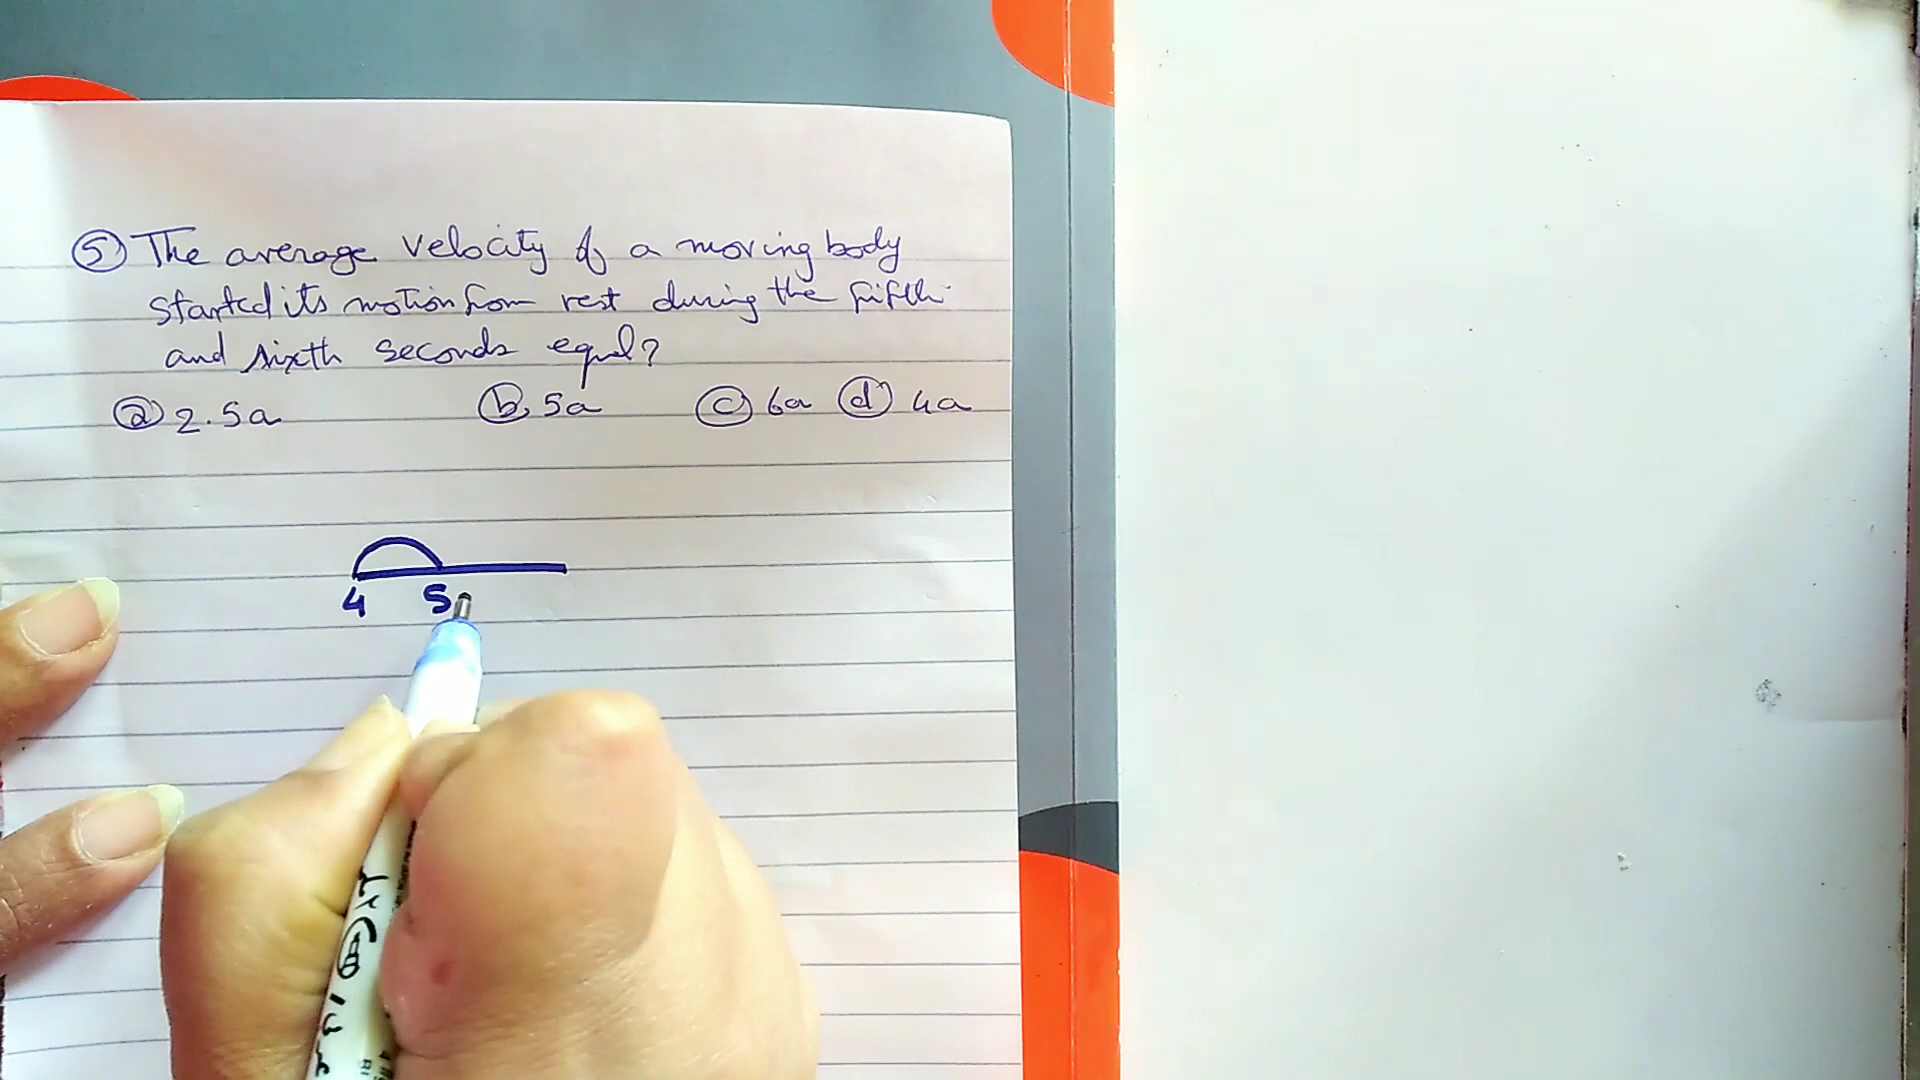 5 The average velocity of a moving body
started its motion from rest during the fifth
and sixth seconds equal?
a 2.5a b 5a c 6a d 4a
4 5